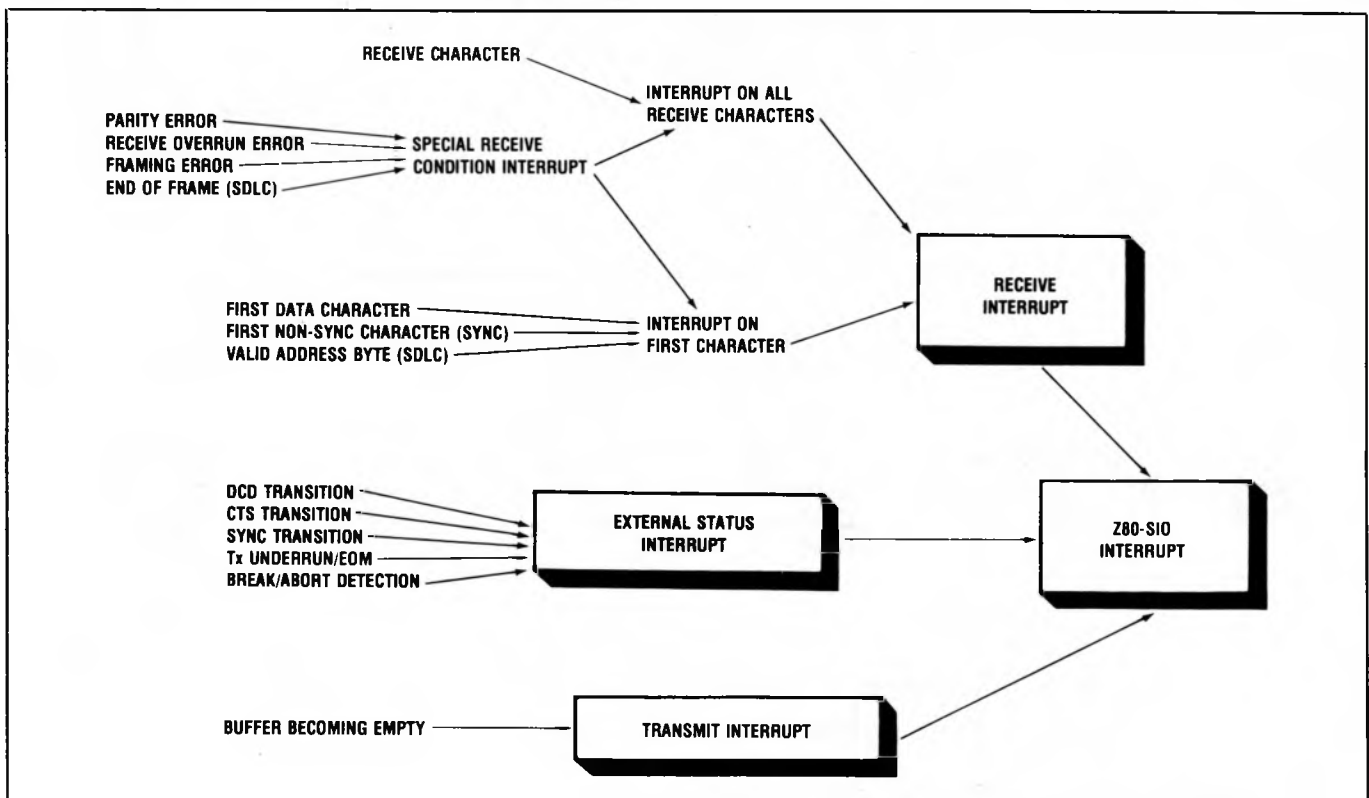 RECEIVE CHARACTER
INTERRUPT ON ALL
RECEIVE CHARACTERS
PARITY ERROR
RECEIVE OVERRUN ERROR
FRAMING ERROR
END OF FRAME (SDLC)
SPECIAL RECEIVE
CONDITION INTERRUPT
RECEIVE
INTERRUPT
FIRST DATA CHARACTER
FIRST NON-SYNC CHARACTER (SYNC)
VALID ADDRESS BYTE (SDLC)
INTERRUPT ON
FIRST CHARACTER
DCD TRANSITION
CTS TRANSITION
SYNC TRANSITION
Tx UNDERRUN/EOM
BREAK/ABORT DETECTION
EXTERNAL STATUS
INTERRUPT
Z80-SIO
INTERRUPT
BUFFER BECOMING EMPTY
TRANSMIT INTERRUPT